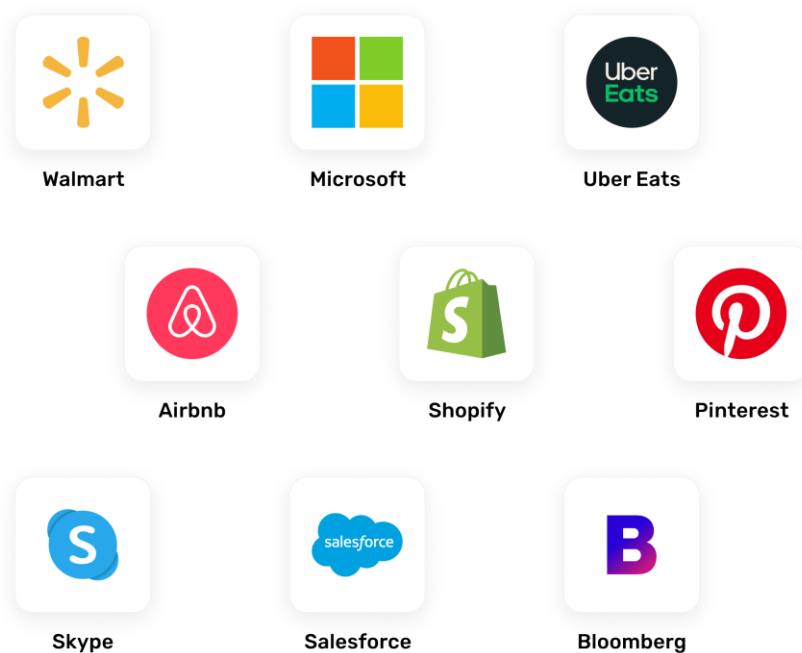 Uber
Eats
Walmart
Microsoft
Uber Eats
S
Airbnb
Shopify
Pinterest
S
salesforce
B
Skype
Salesforce
Bloomberg